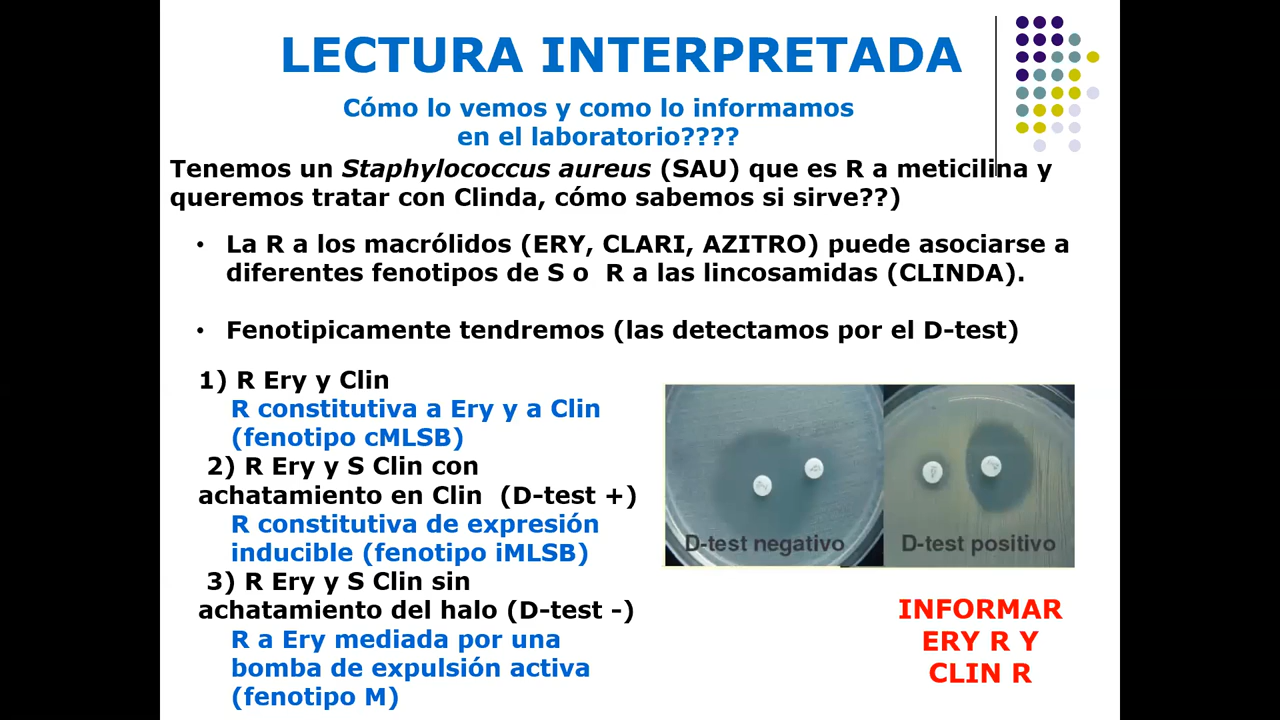 LECTURA INTERPRETADA
Cómo lo vemos y como lo informamos
en el laboratorio????
Tenemos un Staphylococcus aureus (SAU) que es R a meticilina y
queremos tratar con Clinda, cómo sabemos si sirve??)
• La R a los macrólidos (ERY, CLARI, AZITRO) puede asociarse a
diferentes fenotipos de S o R a las lincosamidas (CLINDA).
• Fenotipicamente tendremos (las detectamos por el D-test)
1) R Ery y Clin
R constitutiva a Ery y a Clin
(fenotipo cMLSB)
2) R Ery y S Clin con
achatamiento en Clin (D-test +)
R constitutiva de expresión
inducible (fenotipo iMLSB)
3) R Ery y S Clin sin
achatamiento del halo (D-test -)
R a Ery mediada por una
bomba de expulsión activa
(fenotipo M)
D-test negativo
D-test positivo
INFORMAR
ERY R Y
CLIN R